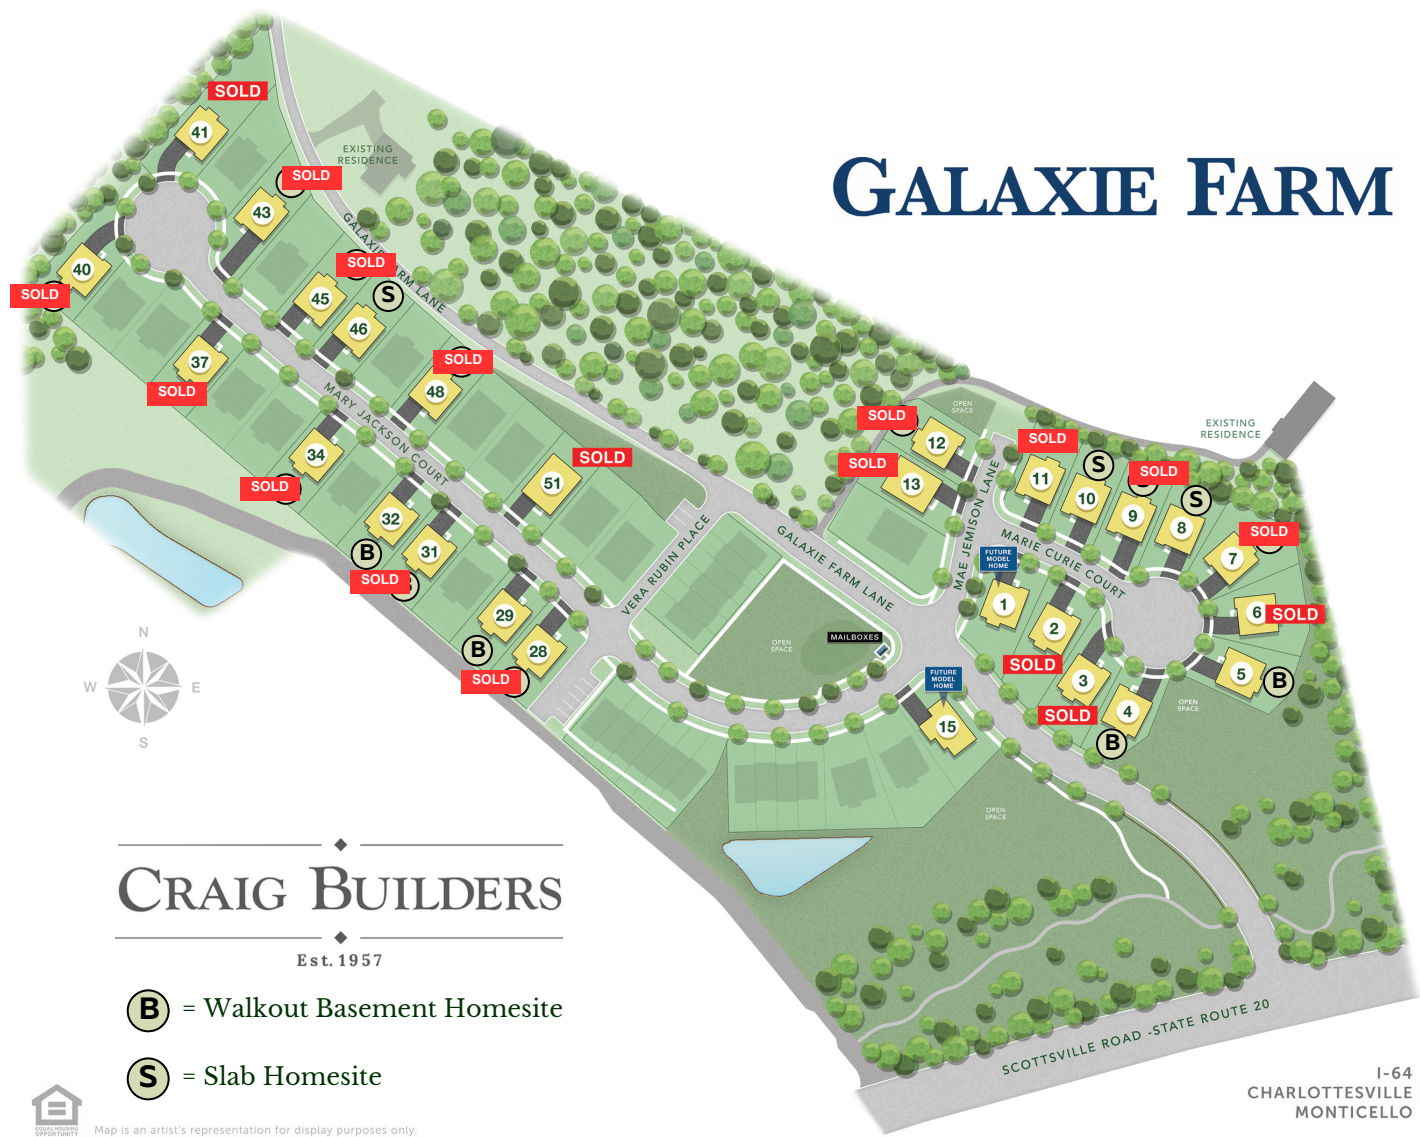 GALAXIE FARM
SOLD
41
EXISTING
RESIDENCE
SOLD
43
GALAXIE FARM LANE
40
SOLD
SOLD
45
S
46
37
SOLD
SOLD
48
MARY JACKSON COURT
34
SOLD
SOLD
51
32
B
31
SOLD
29
B
28
SOLD
VERA RUBIN PLACE
GALAXIE FARM LANE
OPEN
SPACE
MAILBOXES
OPEN
SPACE
SOLD
12
SOLD
13
MAE JEMISON LANE
EXISTING
RESIDENCE
SOLD
11
S
10
SOLD
9
S
8
SOLD
7
MARIE CURIE COURT
FUTURE
MODEL
HOME
1
2
SOLD
3
SOLD
4
B
6
SOLD
5
B
OPEN
SPACE
FUTURE
MODEL
HOME
15
OPEN
SPACE
N
W E
S
CRAIG BUILDERS
Est. 1957
B = Walkout Basement Homesite
S = Slab Homesite
EQUAL HOUSING
OPPORTUNITY
Map is an artist's representation for display purposes only.
SCOTTSVILLE ROAD -STATE ROUTE 20
I-64
CHARLOTTESVILLE
MONTICELLO